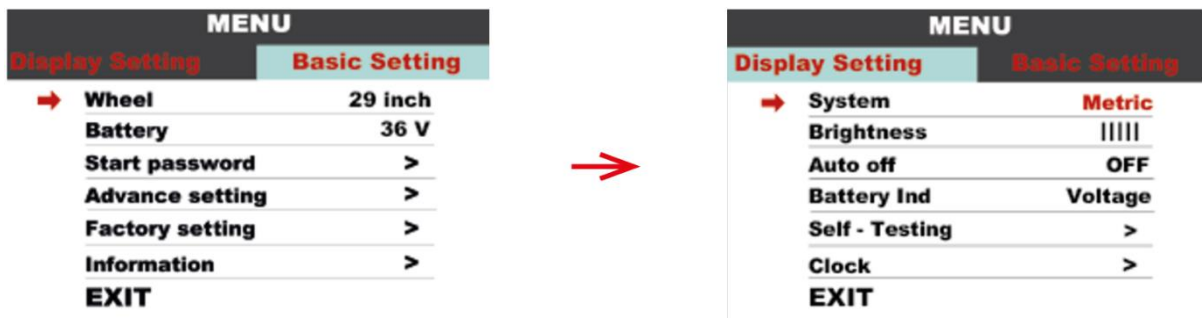 MENU
Display Setting Basic Setting
Wheel 29 inch
Battery 36 V
Start password >
Advance setting >
Factory setting >
Information >
EXIT
MENU
Display Setting Basic Setting
System Metric
Brightness |||||
Auto off OFF
Battery Ind Voltage
Self - Testing >
Clock >
EXIT